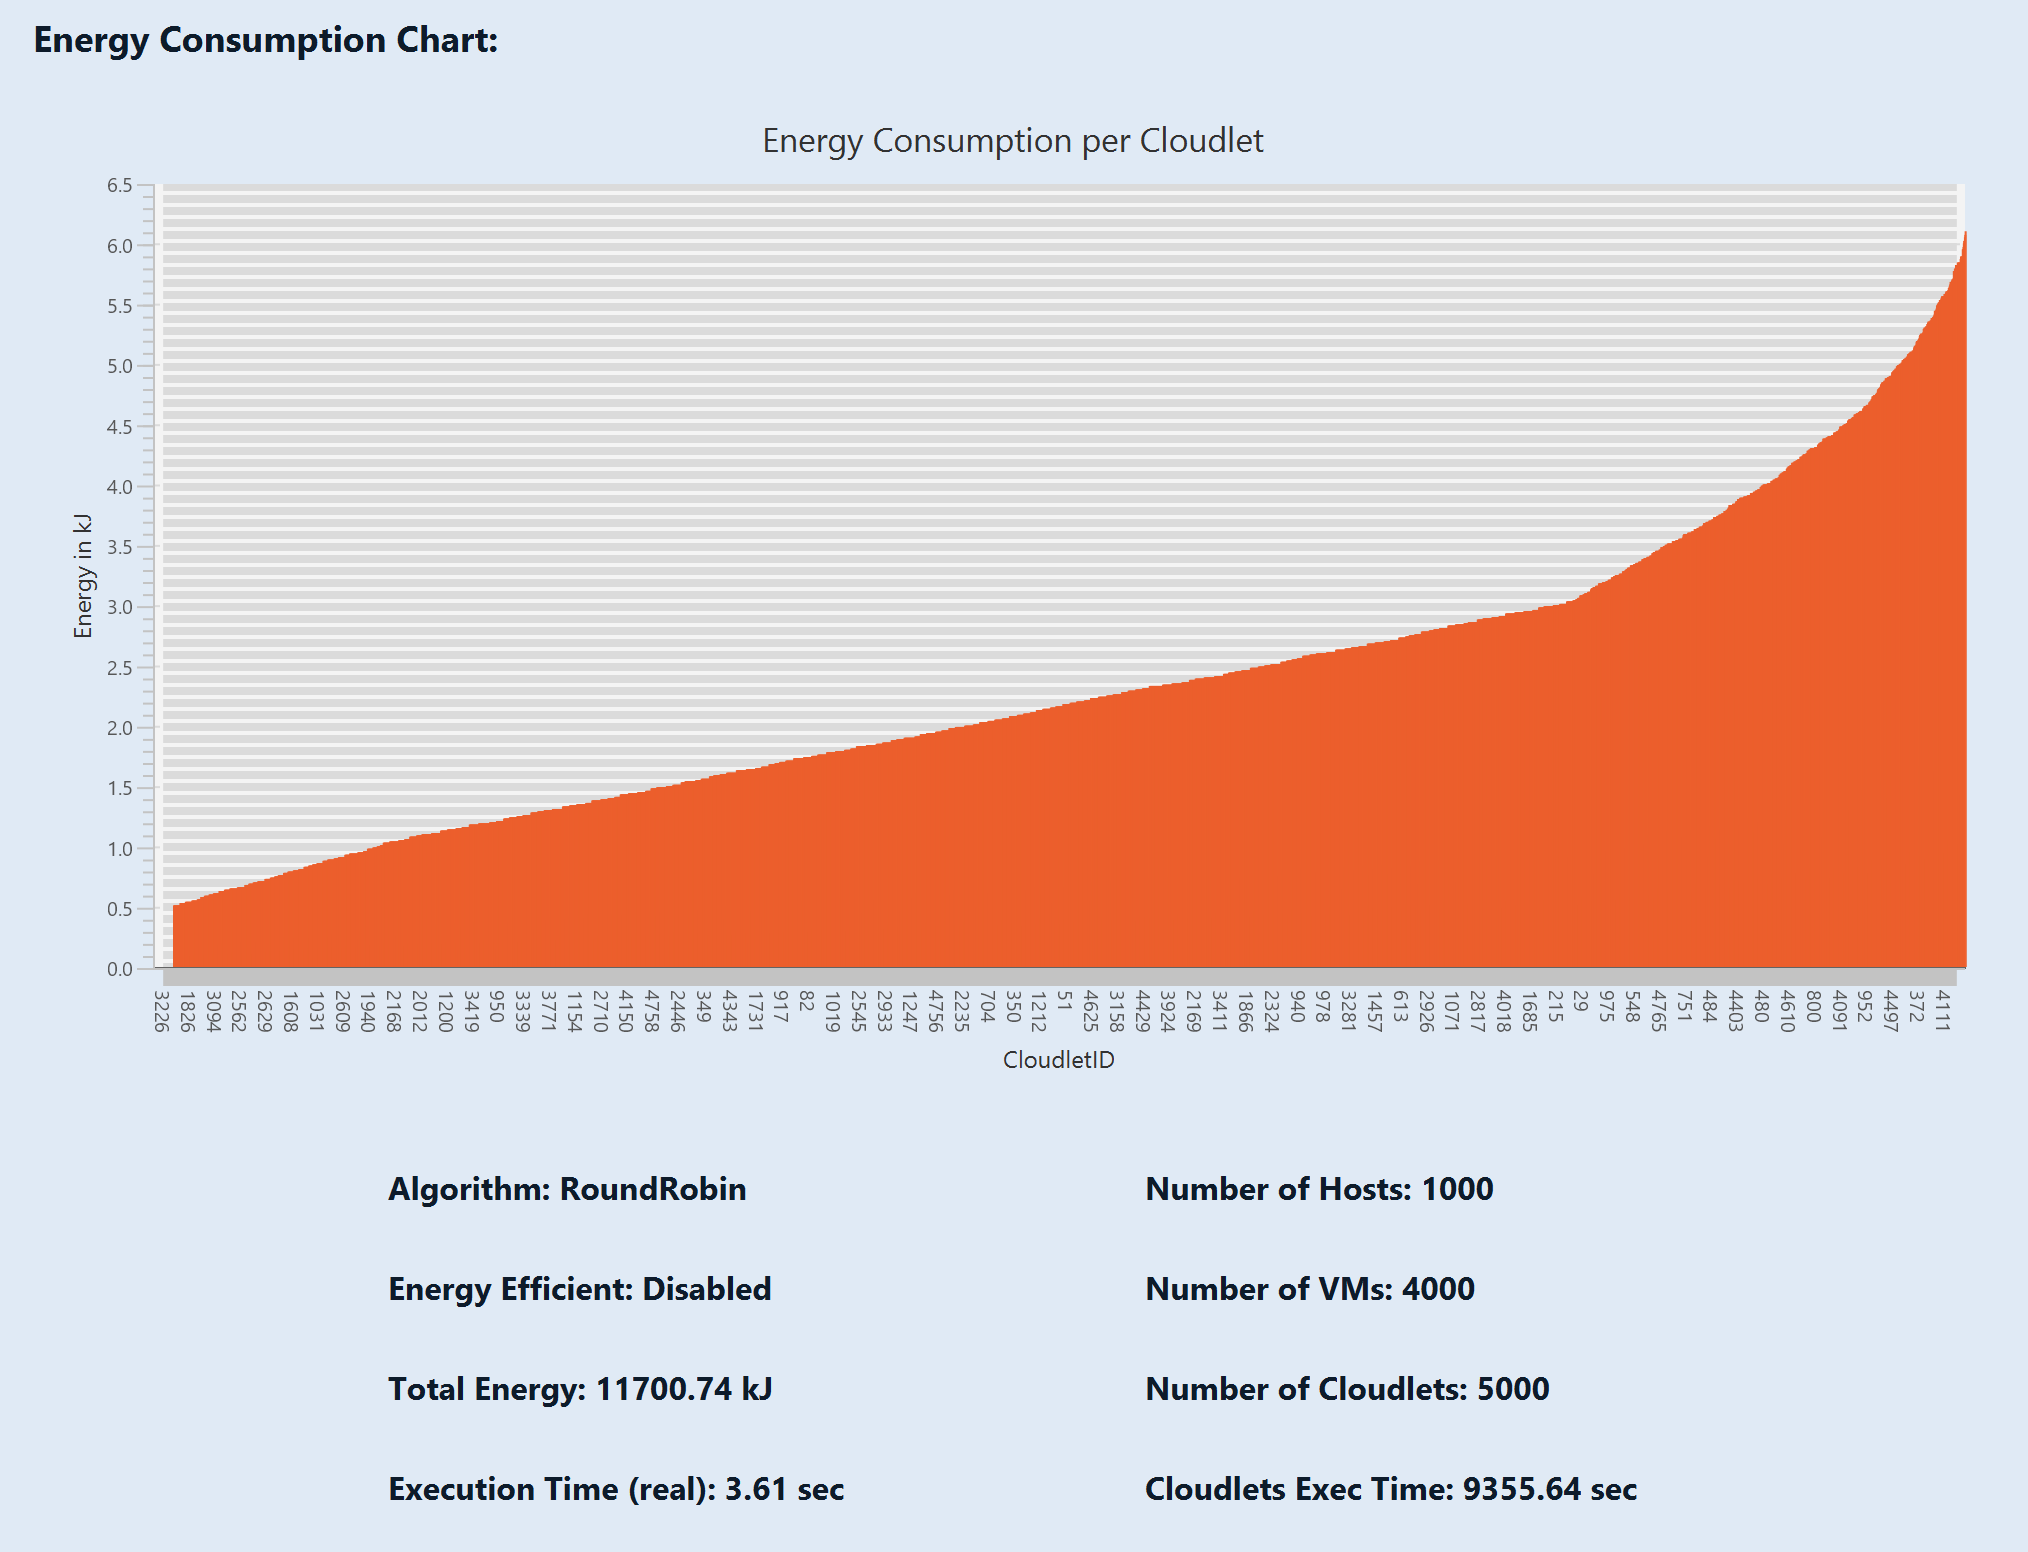 Energy Consumption Chart:
Energy Consumption per Cloudlet
6.5
6.0
5.5
5.0
4.5
4.0
3.5
3.0
2.5
2.0
1.5
1.0
0.5
0.0
Energy in kJ
3226 1826 3094 2562 2629 1608 1031 2609 1940 2168 2012 1200 3419 950 3339 3771 1154 2710 4150 4758 2446 349 4343 1731 917 82 1019 2545 2933 1247 4756 2235 704 350 1212 51 4625 3158 4429 3924 2169 3411 1866 2324 940 978 3281 1457 613 2926 1071 2817 4018 1685 215 29 975 548 4765 751 484 4403 480 4610 800 4091 952 4497 372 4111
CloudletID
Algorithm: RoundRobin
Number of Hosts: 1000
Energy Efficient: Disabled
Number of VMs: 4000
Total Energy: 11700.74 kJ
Number of Cloudlets: 5000
Execution Time (real): 3.61 sec
Cloudlets Exec Time: 9355.64 sec